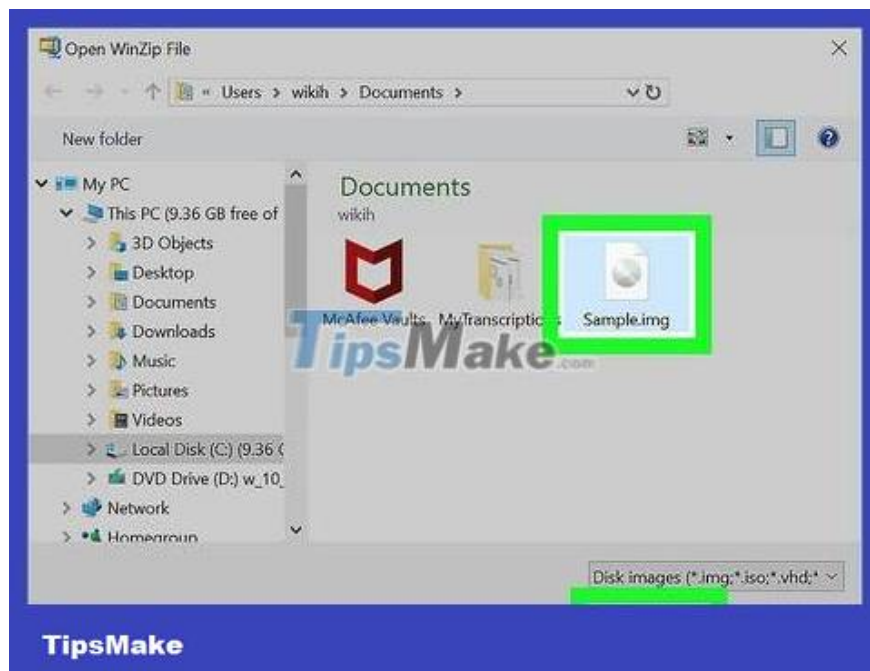 Open WinZip File
« Users > wikih > Documents >
New folder
My PC
This PC (9.36 GB free of
3D Objects
Desktop
Documents
Downloads
Music
Pictures
Videos
Local Disk (C:) (9.36 G
DVD Drive (D:) w_10_
Network
Homegroup
Documents
wikih
McAfee Vaults
MyTranscriptio s
Sample.img
TipsMake.com
Disk images (*.img;*.iso;*.vhd;*
TipsMake